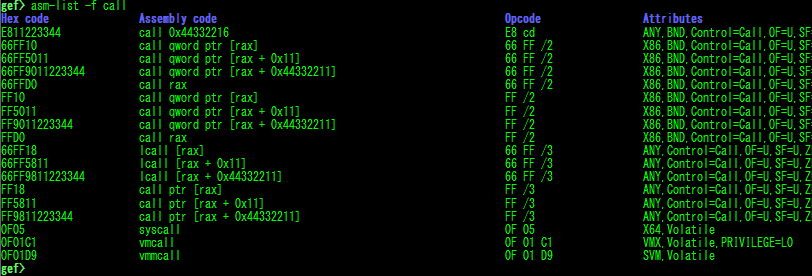 gef> asm-list -f call
Hex code Assembly code Opcode Attributes
E811223344 call 0x44332216 E8 cd ANY,BND,Control=Call,OF=U,SF=
66FF10 call qword ptr [rax] 66 FF /2 X86,BND,Control=Call,OF=U,SF=
66FF5011 call qword ptr [rax + 0x11] 66 FF /2 X86,BND,Control=Call,OF=U,SF=
66FF9011223344 call qword ptr [rax + 0x44332211] 66 FF /2 X86,BND,Control=Call,OF=U,SF=
66FFD0 call rax 66 FF /2 X86,BND,Control=Call,OF=U,SF=
FF10 call qword ptr [rax] FF /2 X86,BND,Control=Call,OF=U,SF=
FF5011 call qword ptr [rax + 0x11] FF /2 X86,BND,Control=Call,OF=U,SF=
FF9011223344 call qword ptr [rax + 0x44332211] FF /2 X86,BND,Control=Call,OF=U,SF=
FFD0 call rax FF /2 X86,BND,Control=Call,OF=U,SF=
66FF18 lcall [rax] 66 FF /3 ANY,Control=Call,OF=U,SF=U,Z
66FF5811 lcall [rax + 0x11] 66 FF /3 ANY,Control=Call,OF=U,SF=U,Z
66FF9811223344 lcall [rax + 0x44332211] 66 FF /3 ANY,Control=Call,OF=U,SF=U,Z
FF18 call ptr [rax] FF /3 ANY,Control=Call,OF=U,SF=U,Z
FF5811 call ptr [rax + 0x11] FF /3 ANY,Control=Call,OF=U,SF=U,Z
FF9811223344 call ptr [rax + 0x44332211] FF /3 ANY,Control=Call,OF=U,SF=U,Z
0F05 syscall 0F 05 X64,Volatile
0F01C1 vmcall 0F 01 C1 VMX,Volatile,PRIVILEGE=L0
0F01D9 vmmcall 0F 01 D9 SVM,Volatile
gef>